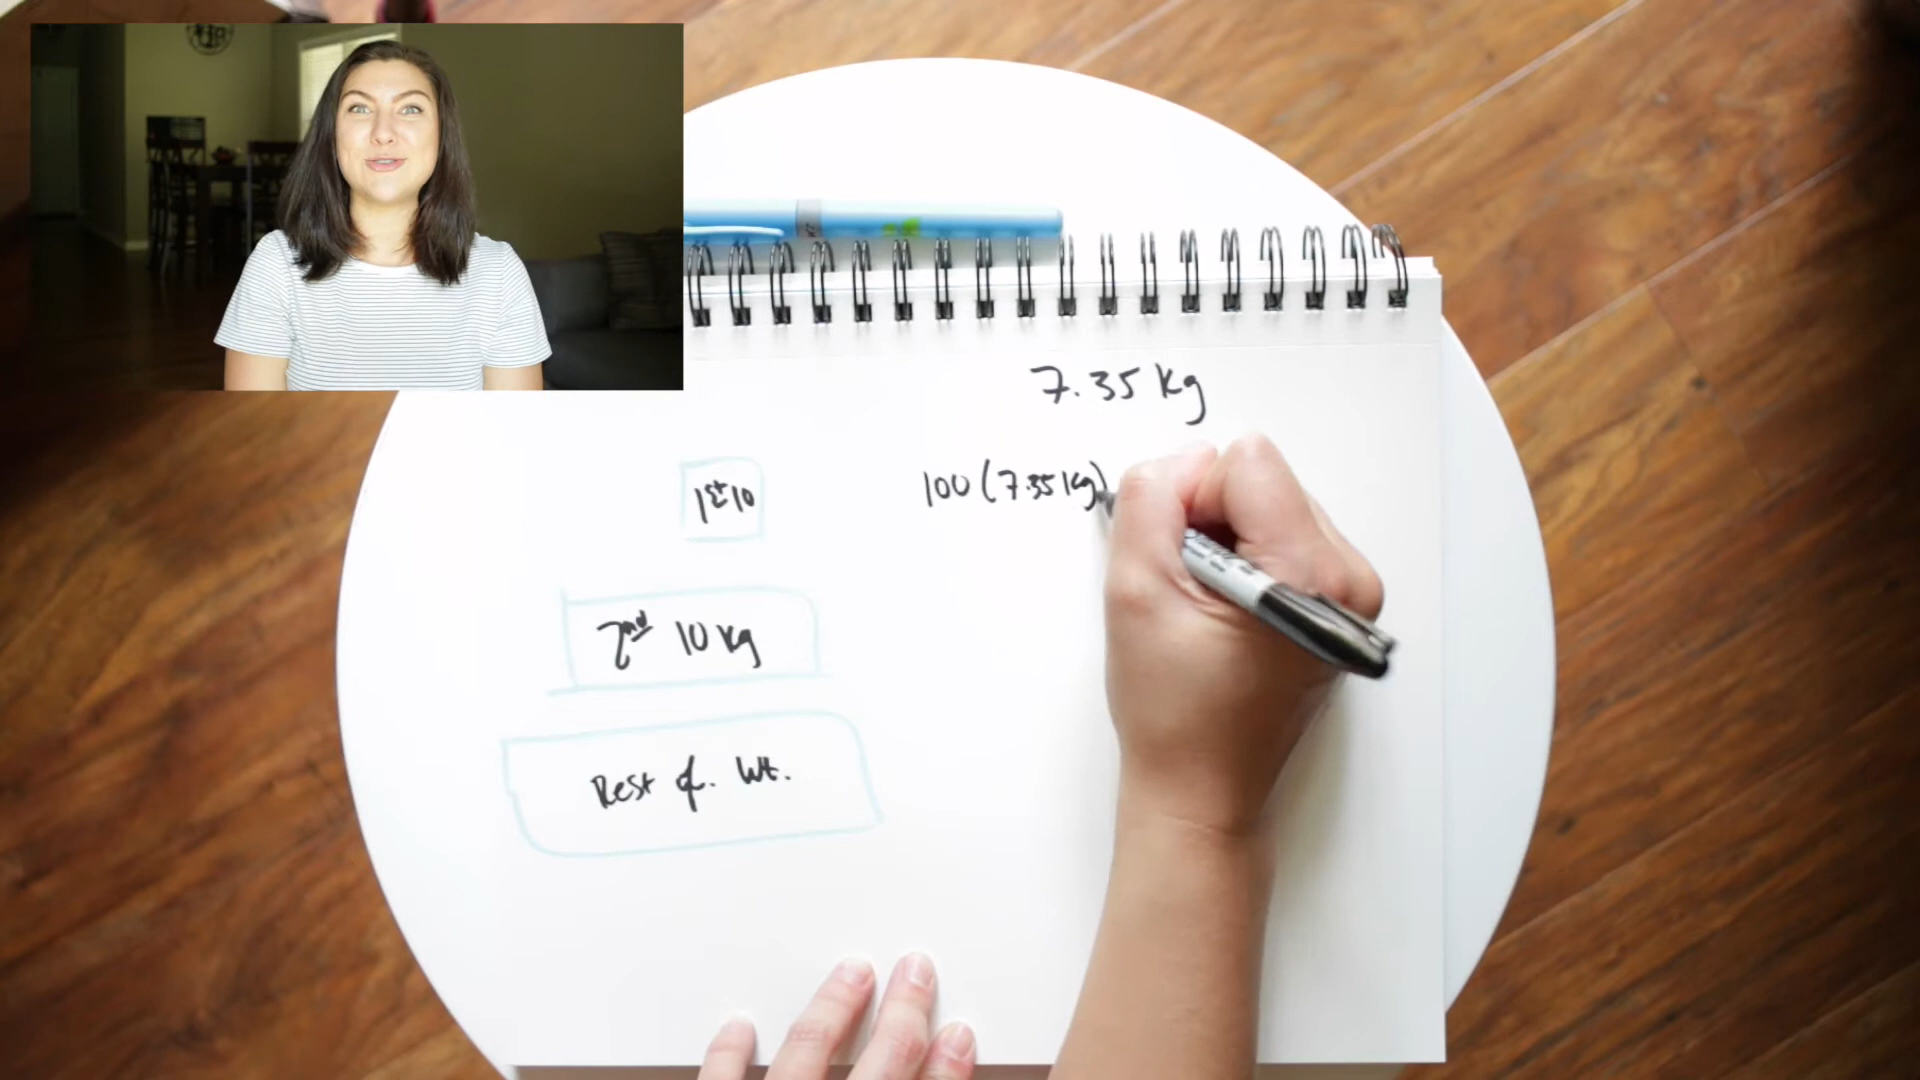 7.35 kg
1st 10
100 (7.35 kg)
2nd 10 kg
Rest of. Wt.